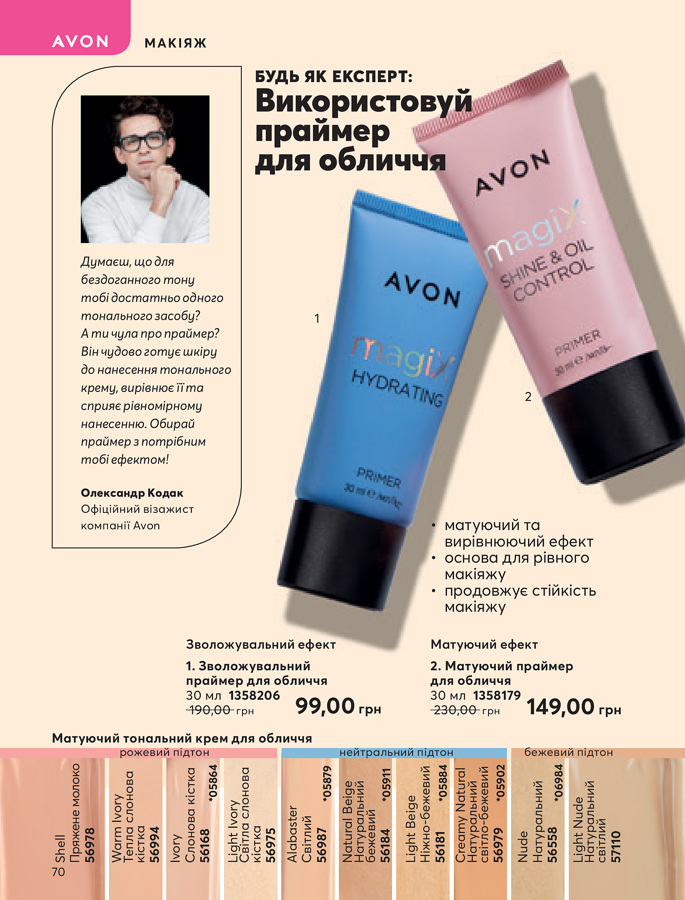 AVON
МАКІЯЖ
БУДЬ ЯК ЕКСПЕРТ:
Використовуй
праймер
для обличчя
Думаєш, що для
бездоганного тону
тобі достатньо одного
тонального засобу?
А ти чула про праймер?
Він чудово готує шкіру
до нанесення тонального
крему, вирівнює її та
сприяє рівномірному
нанесенню. Обирай
праймер з потрібним
тобі ефектом!
Олександр Кодак
Офіційний візажист
компанії Avon
1
AVON
magiX
HYDRATING
PRIMER
30 ml e
2
AVON
magiX
SHINE & OIL
CONTROL
PRIMER
30 ml e
• матуючий та
вирівнюючий ефект
• основа для рівного
макіяжу
• продовжує стійкість
макіяжу
Зволожувальний ефект
1. Зволожувальний
праймер для обличчя
30 мл 1358206
190,00 грн 99,00 грн
Матуючий ефект
2. Матуючий праймер
для обличчя
30 мл 1358179
230,00 грн 149,00 грн
Матуючий тональний крем для обличчя
рожевий підтон
нейтральний підтон
бежевий підтон
Shell
Пряжене молоко
56978
Warm Ivory
Тепла слонова
кістка
56994
Ivory
Слонова кістка
56168 *05864
Light Ivory
Світла слонова
кістка
56975
Alabaster
Світлий
56987 *05879
Natural Beige
Натуральний
бежевий
56184 *05911
Light Beige
Ніжно-бежевий
56181 *05884
Creamy Natural
Натуральний
світло-бежевий
56979 *05902
Nude
Натуральний
56558 *06984
Light Nude
Натуральний
світлий
57110
70